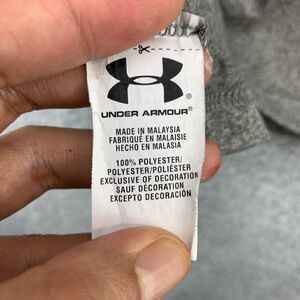 UNDER ARMOUR®
MADE IN MALAYSIA
FABRIQUÉ EN MALAISIE
HECHO EN MALASIA
100% POLYESTER/
POLYESTER/POLIÉSTER
EXCLUSIVE OF DECORATION
SAUF DÉCORATION
EXCEPTO DECORACIÓN